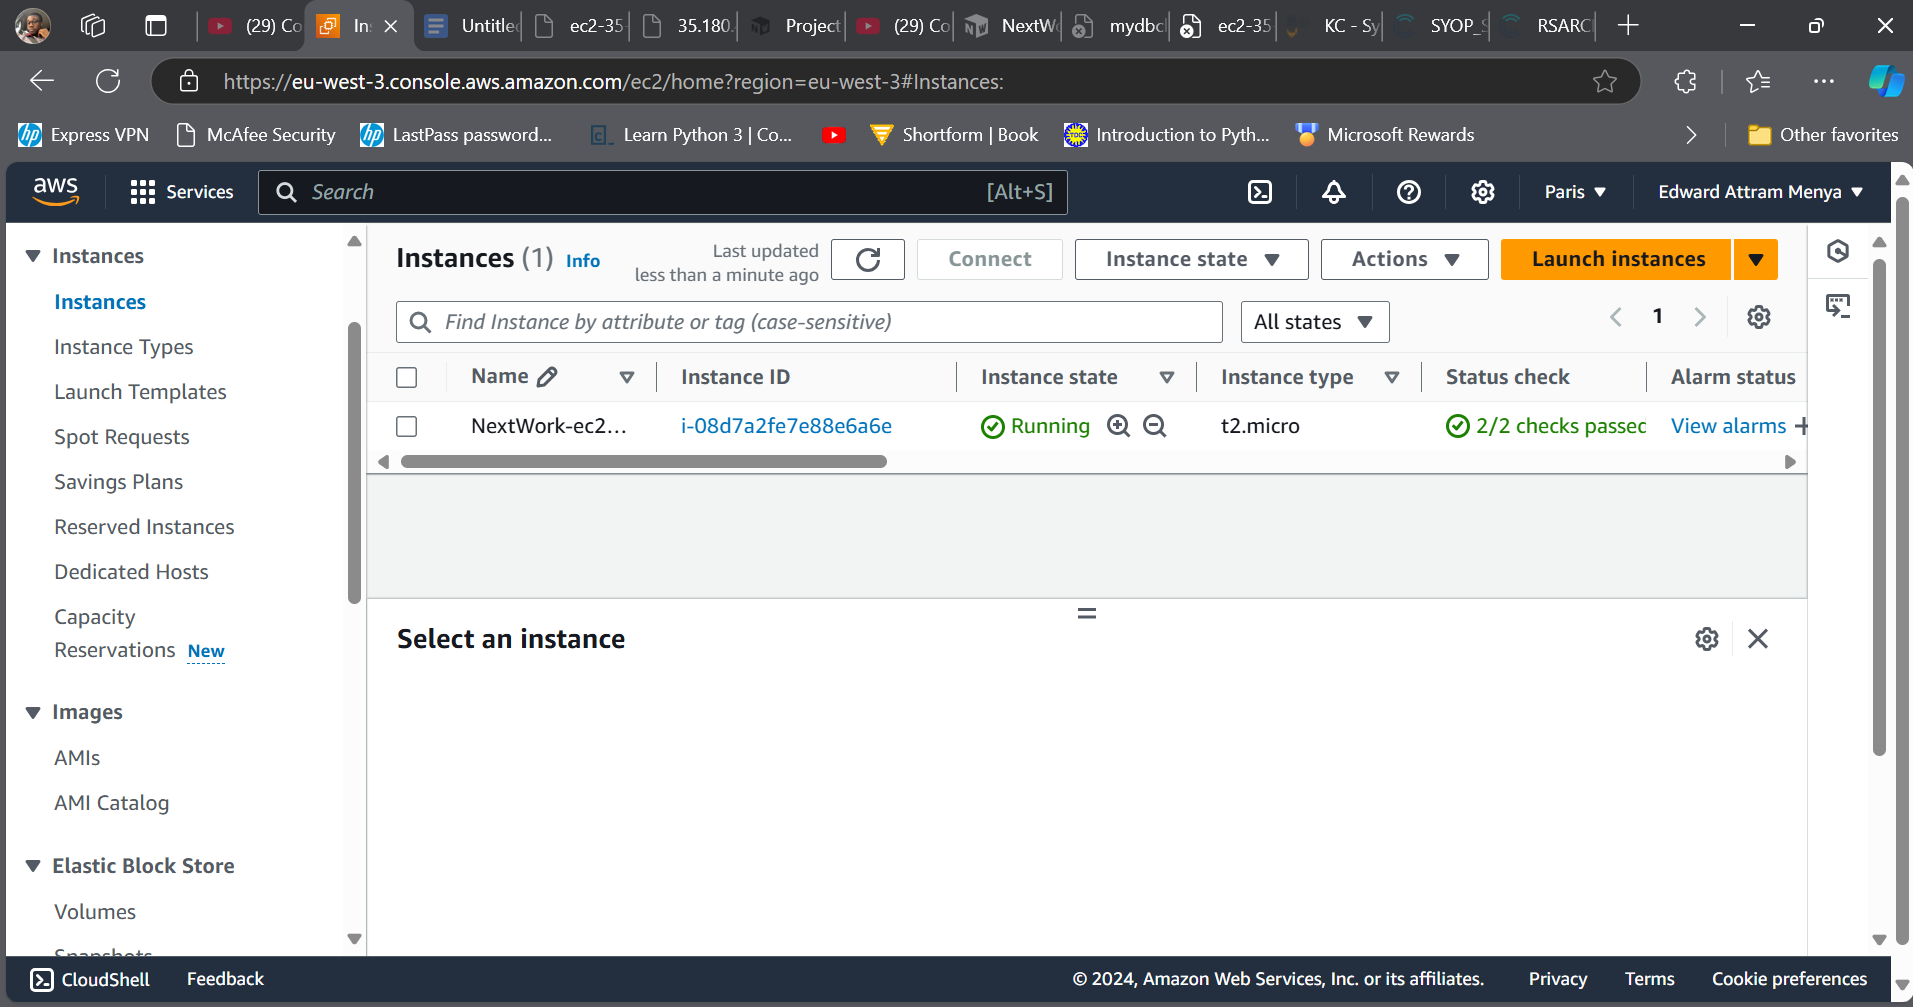 (29) Co
In
Untitle
ec2-35
35.180.
Project
(29) Co
NextWo
mydbcl
ec2-35
KC - Sy
SYOP_S
RSARC
https://eu-west-3.console.aws.amazon.com/ec2/home?region=eu-west-3#Instances:
Express VPN
McAfee Security
LastPass password...
Learn Python 3 | Co...
Shortform | Book
Introduction to Pyth...
Microsoft Rewards
Other favorites
aws
Services
Search
[Alt+S]
Paris
Edward Attram Menya
Instances
Instances
Instance Types
Launch Templates
Spot Requests
Savings Plans
Reserved Instances
Dedicated Hosts
Capacity
Reservations New
Images
AMIs
AMI Catalog
Elastic Block Store
Volumes
Snapshots
Instances (1) Info
Last updated
less than a minute ago
Connect
Instance state
Actions
Launch instances
Find Instance by attribute or tag (case-sensitive)
All states
1
Name
Instance ID
Instance state
Instance type
Status check
Alarm status
NextWork-ec2...
i-08d7a2fe7e88e6a6e
Running
t2.micro
2/2 checks passed
View alarms +
Select an instance
CloudShell
Feedback
© 2024, Amazon Web Services, Inc. or its affiliates.
Privacy
Terms
Cookie preferences